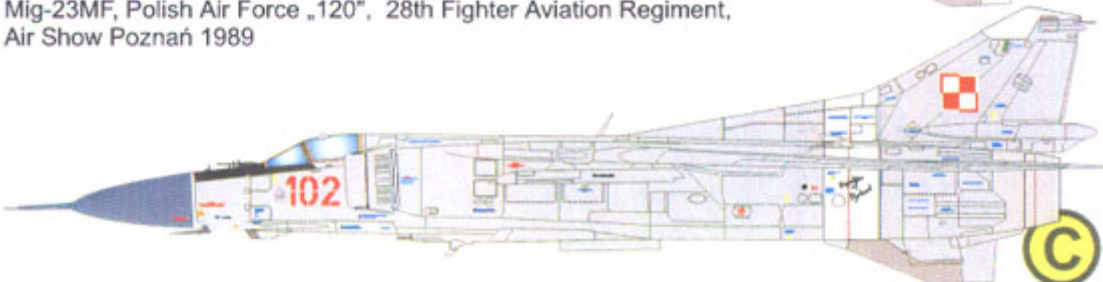 Mig-23MF, Polish Air Force „120”, 28th Fighter Aviation Regiment,
Air Show Poznań 1989
102
C